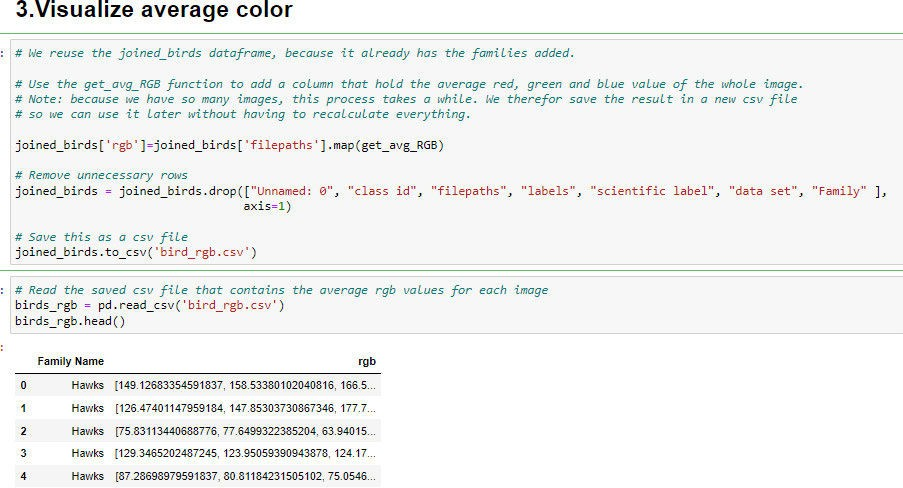 3.Visualize average color
: # We reuse the joined_birds dataframe, because it already has the families added.
# Use the get_avg_RGB function to add a column that hold the average red, green and blue value of the whole image.
# Note: because we have so many images, this process takes a while. We therefor save the result in a new csv file
# so we can use it later without having to recalculate everything.
joined_birds['rgb']=joined_birds['filepaths'].map(get_avg_RGB)
# Remove unnecessary rows
joined_birds = joined_birds.drop(["Unnamed: 0", "class id", "filepaths", "labels", "scientific label", "data set", "Family" ],
axis=1)
# Save this as a csv file
joined_birds.to_csv('bird_rgb.csv')
: # Read the saved csv file that contains the average rgb values for each image
birds_rgb = pd.read_csv('bird_rgb.csv')
birds_rgb.head()
:
Family Name rgb
0 Hawks [149.12683354591837, 158.53380102040816, 166.5...
1 Hawks [126.47401147959184, 147.85303730867346, 177.7...
2 Hawks [75.83113440688776, 77.6499322385204, 63.94015...
3 Hawks [129.3465202487245, 123.95059390943878, 124.17...
4 Hawks [87.28698979591837, 80.81184231505102, 75.0546...